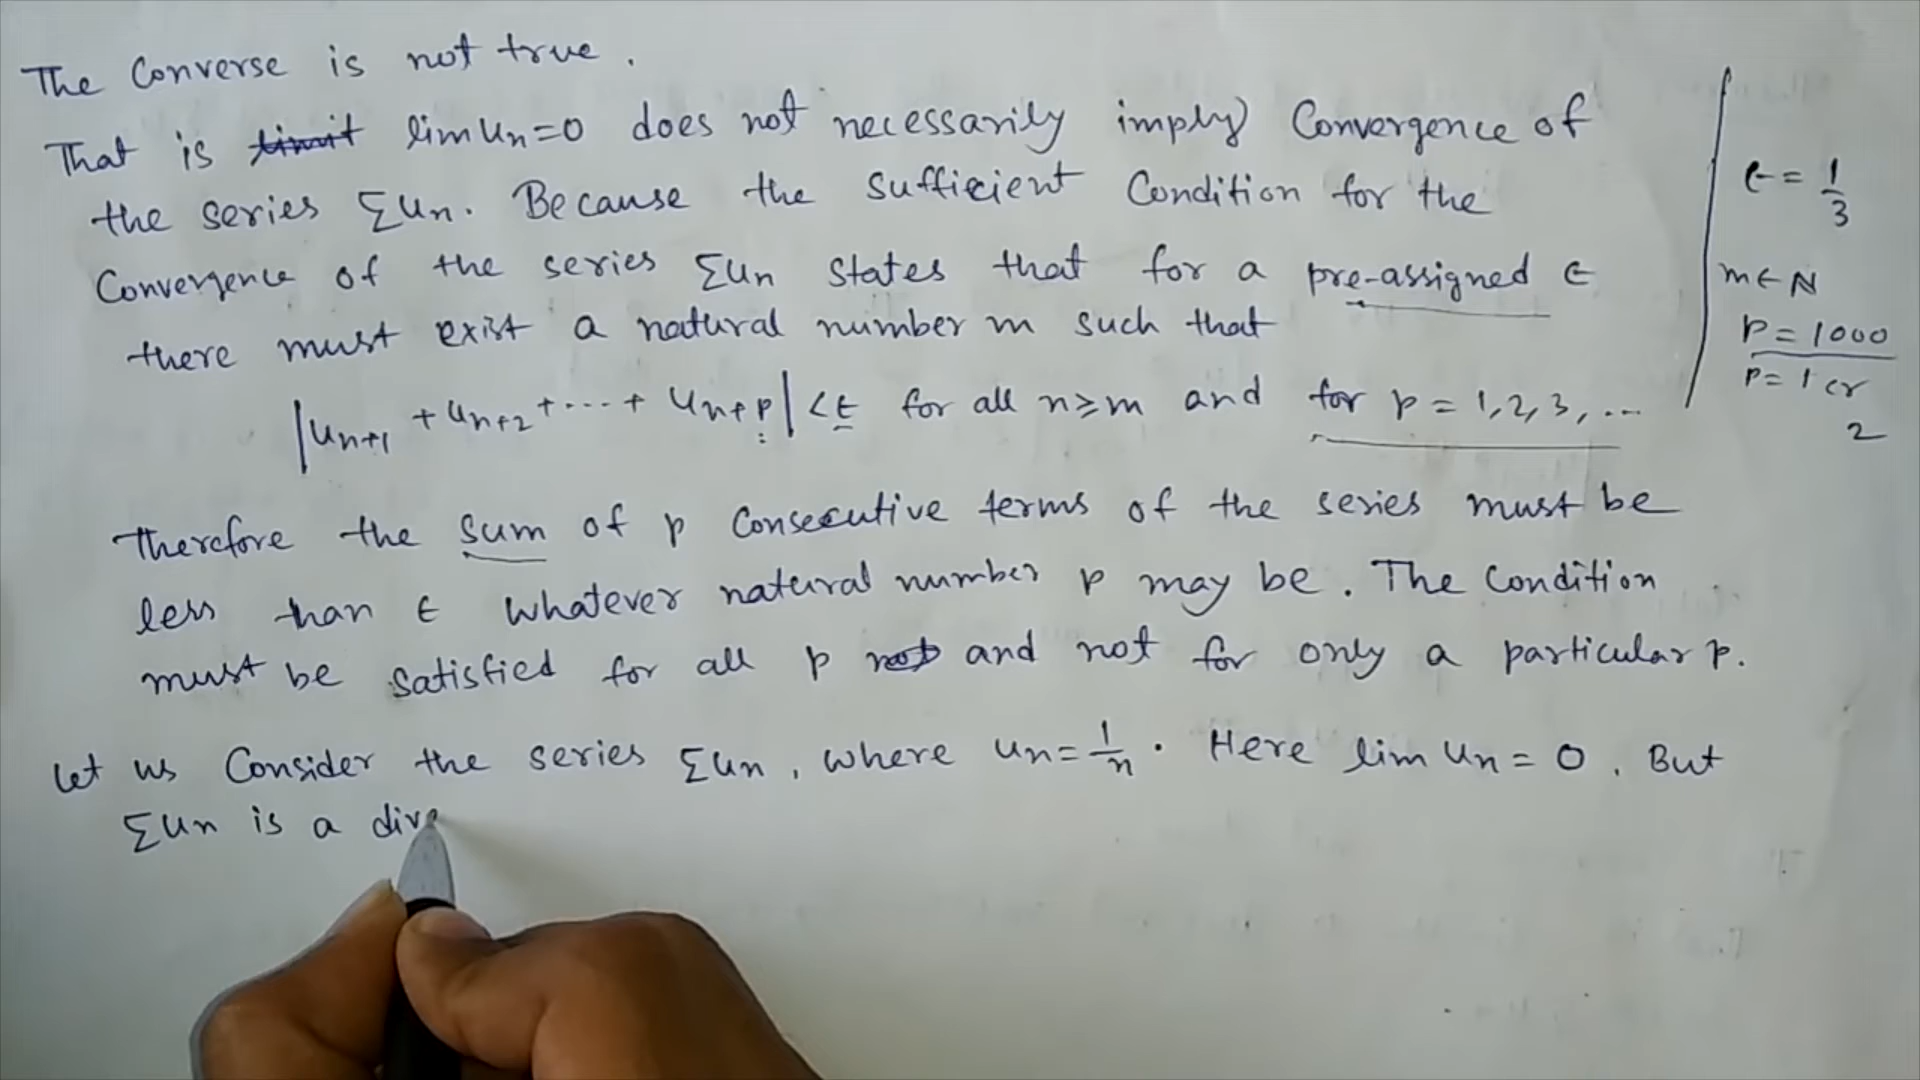 The Converse is not true.
That is limit lim un=0 does not necessarily imply Convergence of
the series Σun. Because the sufficient Condition for the
Convergence of the series Σun states that for a pre-assigned ϵ
there must exist a natural number m such that
|un+1 + un+2 + ... + un+p| < ϵ for all n≥m and for p = 1,2,3, ...
Therefore the sum of p Consecutive terms of the series must be
less than ϵ whatever natural number p may be. The Condition
must be satisfied for all p not and not for only a particular p.
Let us Consider the series Σun, where un = 1/n. Here lim un = 0. But
Σun is a dive
ϵ = 1/3
m ϵ N
p = 1000
p = 1 cr
2